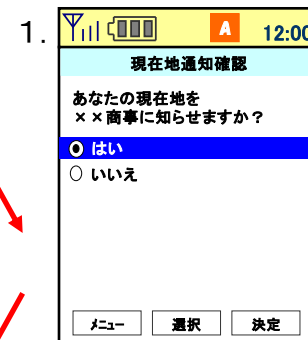 1.
A 12:00
現在地通知確認
あなたの現在地を
××商事に知らせますか？
はい
いいえ
ﾒﾆｭｰ 選択 決定